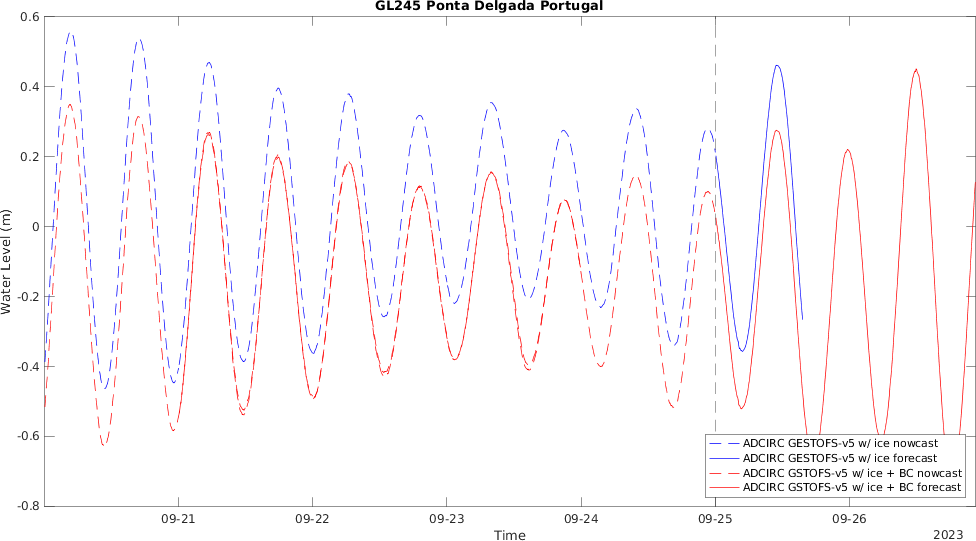 GL245 Ponta Delgada Portugal
0.6
0.4
0.2
0
-0.2
-0.4
-0.6
-0.8
Water Level (m)
ADCIRC GESTOFS-v5 w/ ice nowcast
ADCIRC GESTOFS-v5 w/ ice forecast
ADCIRC GSTOFS-v5 w/ ice + BC nowcast
ADCIRC GSTOFS-v5 w/ ice + BC forecast
09-21 09-22 09-23 09-24 09-25 09-26
Time
2023